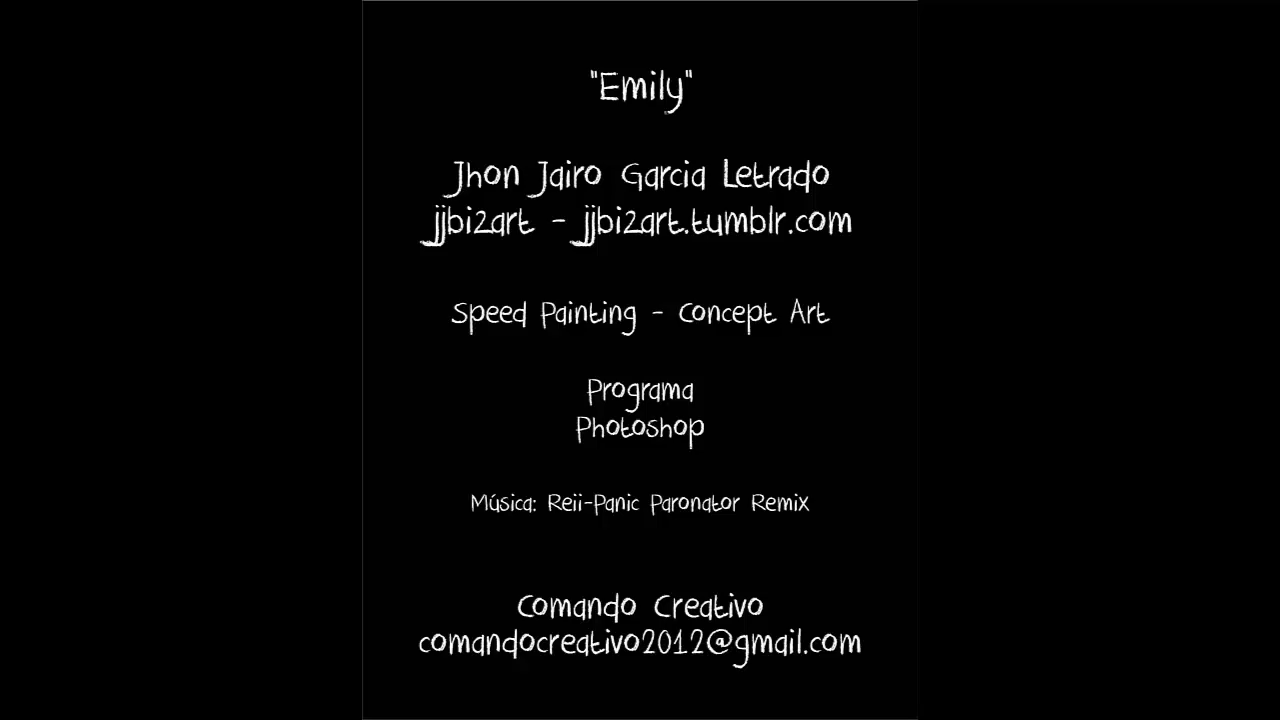 "Emily"
Jhon Jairo Garcia Letrado
jjbi2art - jjbi2art.tumblr.com
Speed Painting - Concept Art
Programa
Photoshop
Música: Reii-Panic Paronator Remix
Comando Creativo
comandocreativo2012@gmail.com